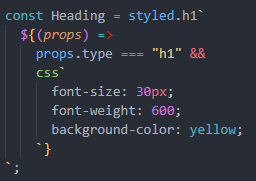 const Heading = styled.h1`
  ${(props) =>
    props.type === "h1" &&
    css`
      font-size: 30px;
      font-weight: 600;
      background-color: yellow;
    `}
`;